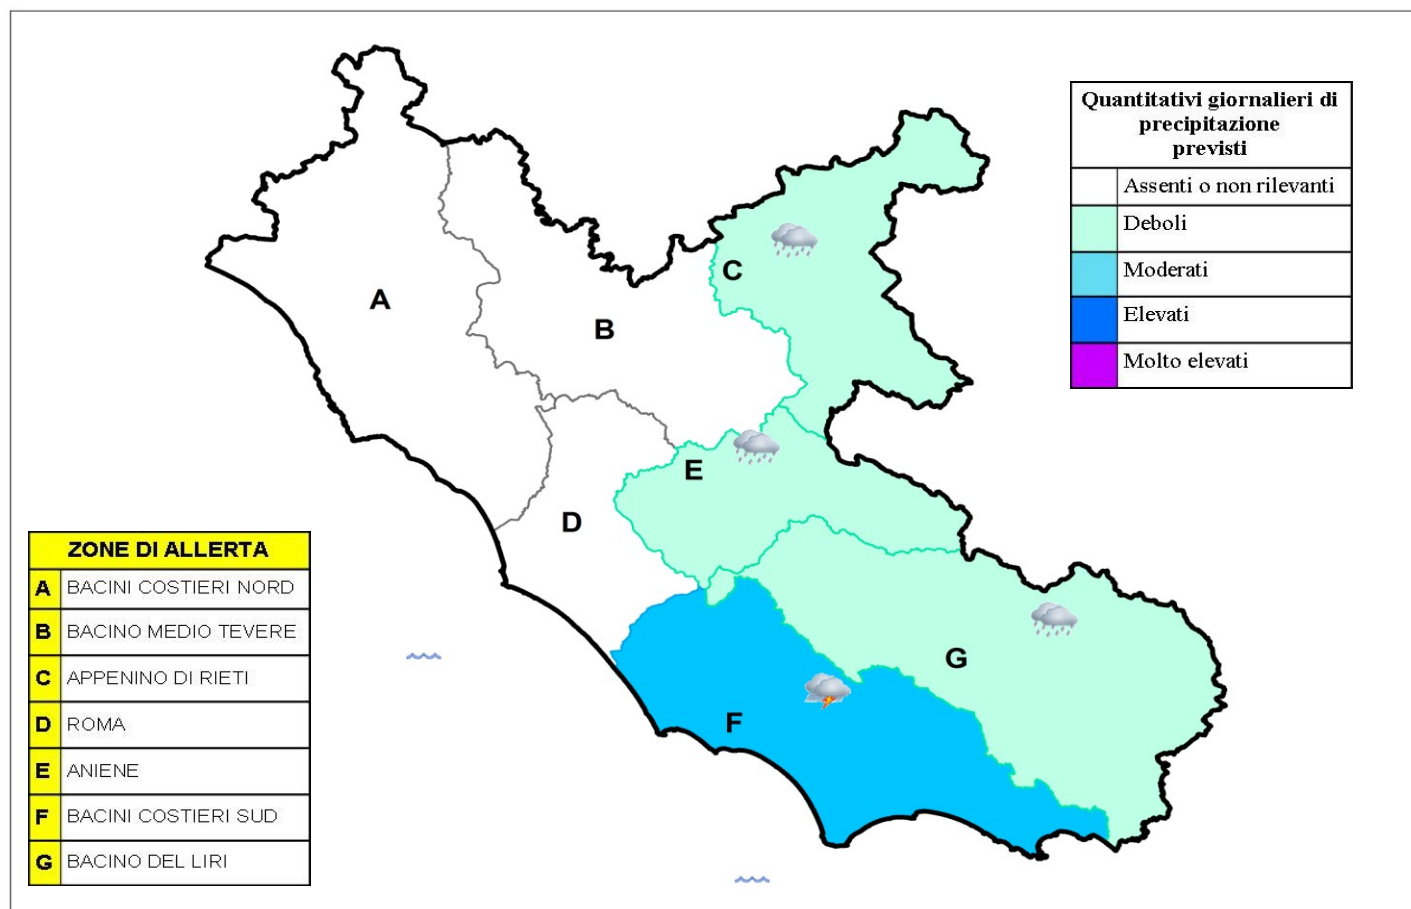 Quantitativi giornalieri di
precipitazione
previsti
Assenti o non rilevanti
Deboli
Moderati
Elevati
Molto elevati
A
B
C
D
E
F
G
ZONE DI ALLERTA
A BACINI COSTIERI NORD
B BACINO MEDIO TEVERE
C APPENINO DI RIETI
D ROMA
E ANIENE
F BACINI COSTIERI SUD
G BACINO DEL LIRI